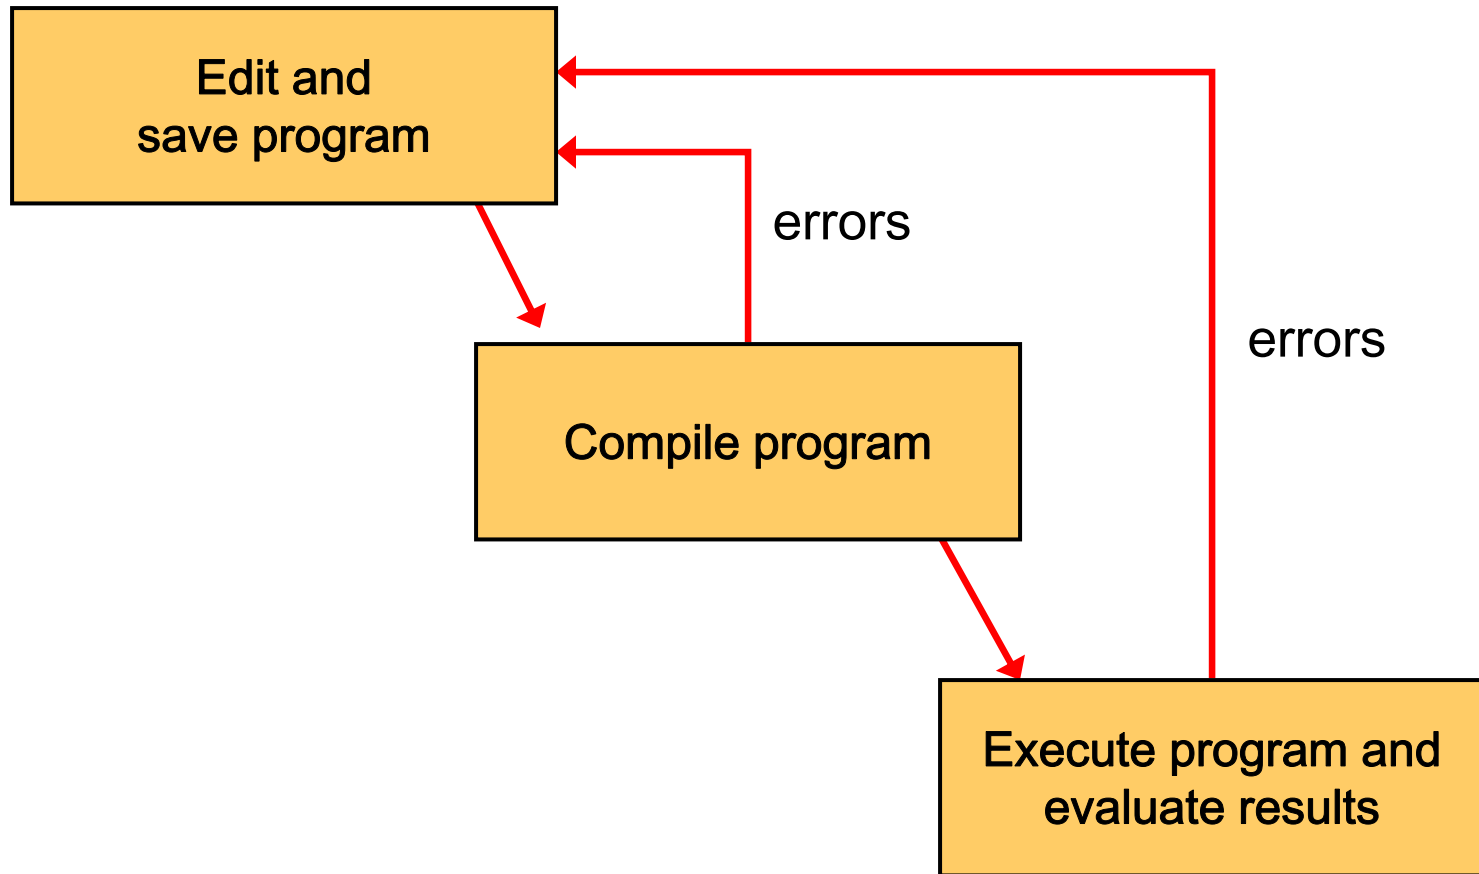 Edit and
save program
errors
errors
Compile program
Execute program and
evaluate results